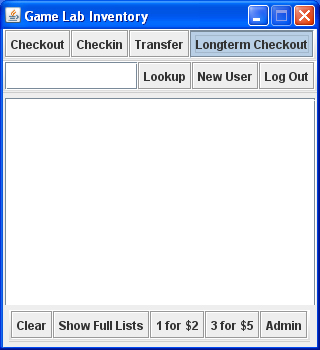 Game Lab Inventory
Checkout Checkin Transfer Longterm Checkout
Lookup New User Log Out
Clear Show Full Lists 1 for $2 3 for $5 Admin